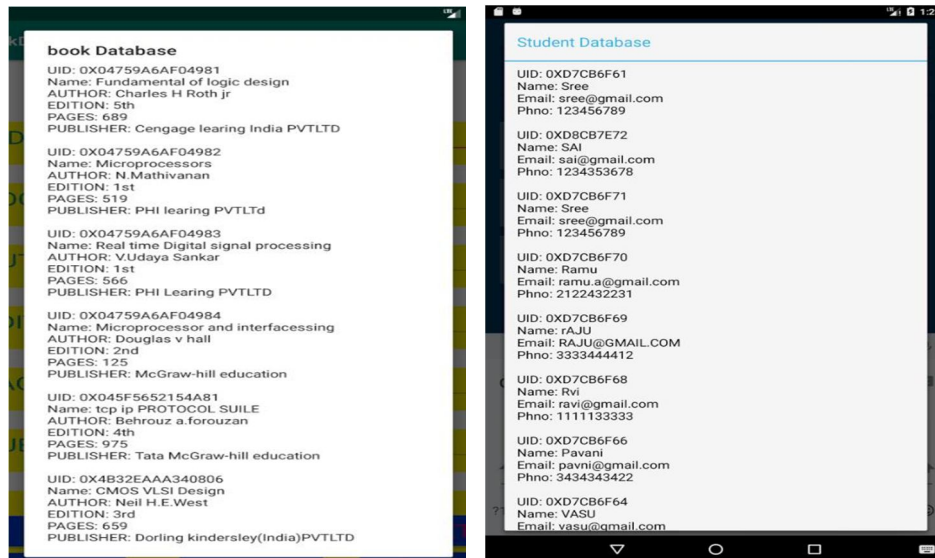 book Database
UID: 0X04759A6AF04981
Name: Fundamental of logic design
AUTHOR: Charles H Roth jr
EDITION: 5th
PAGES: 689
PUBLISHER: Cengage learing India PVTLTD
UID: 0X04759A6AF04982
Name: Microprocessors
AUTHOR: N.Mathivanan
EDITION: 1st
PAGES: 519
PUBLISHER: PHI learing PVTLTd
UID: 0X04759A6AF04983
Name: Real time Digital signal processing
AUTHOR: V.Udaya Sankar
EDITION: 1st
PAGES: 566
PUBLISHER: PHI Learing PVTLTD
UID: 0X04759A6AF04984
Name: Microprocessor and interfacessing
AUTHOR: Douglas v hall
EDITION: 2nd
PAGES: 125
PUBLISHER: McGraw-hill education
UID: 0X045F5652154A81
Name: tcp ip PROTOCOL SUILE
AUTHOR: Behrouz a.forouzan
EDITION: 4th
PAGES: 975
PUBLISHER: Tata McGraw-hill education
UID: 0X4B32EAAA340806
Name: CMOS VLSI Design
AUTHOR: Neil H.E.West
EDITION: 3rd
PAGES: 659
PUBLISHER: Dorling kindersley(India)PVTLTD
Student Database
UID: 0XD7CB6F61
Name: Sree
Email: sree@gmail.com
Phno: 123456789
UID: 0XD8CB7E72
Name: SAI
Email: sai@gmail.com
Phno: 1234353678
UID: 0XD7CB6F71
Name: Sree
Email: sree@gmail.com
Phno: 123456789
UID: 0XD7CB6F70
Name: Ramu
Email: ramu.a@gmail.com
Phno: 2122432231
UID: 0XD7CB6F69
Name: rAJU
Email: RAJU@GMAIL.COM
Phno: 3333444412
UID: 0XD7CB6F68
Name: Rvi
Email: ravi@gmail.com
Phno: 1111133333
UID: 0XD7CB6F66
Name: Pavani
Email: pavni@gmail.com
Phno: 3434343422
UID: 0XD7CB6F64
Name: VASU
Email: vasu@gmail.com